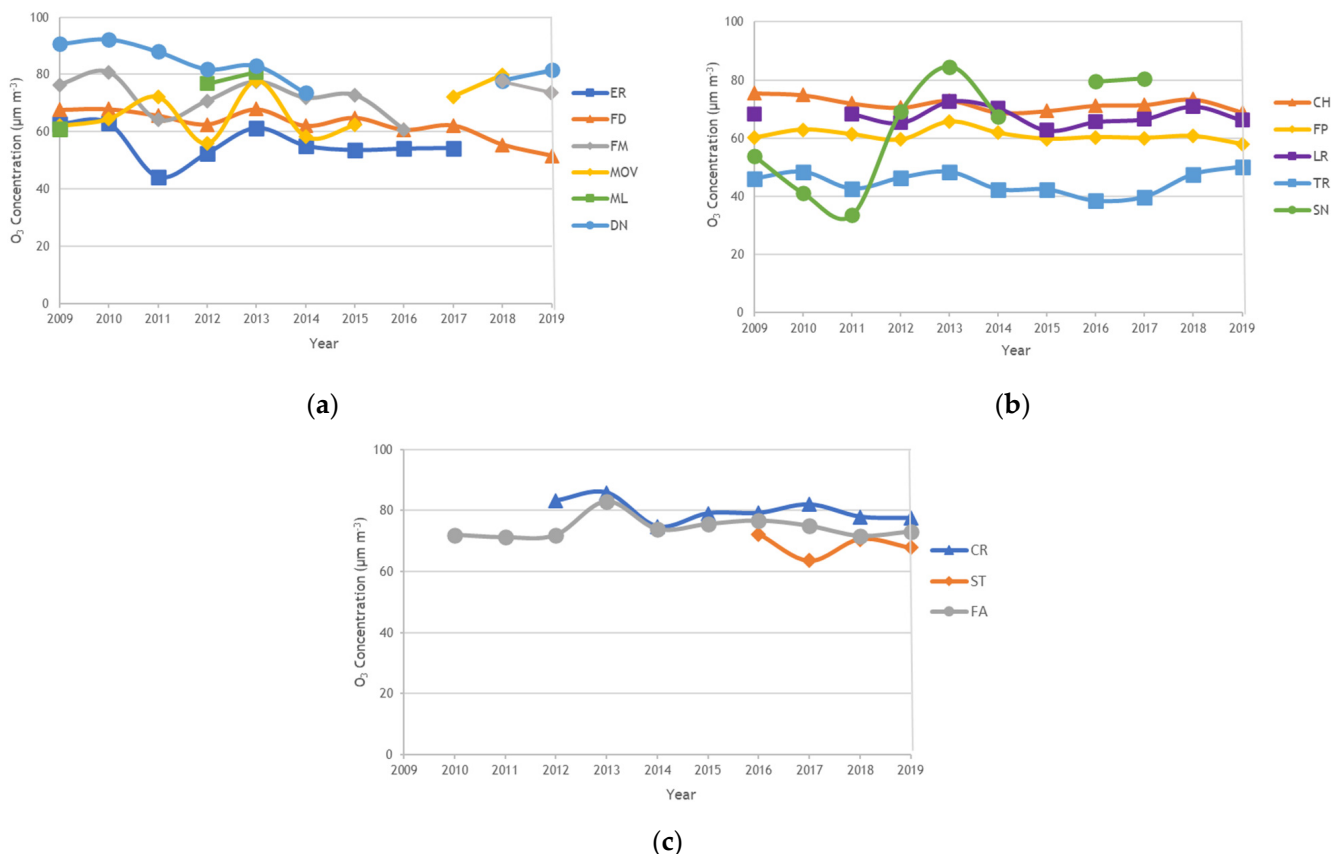 100
80
60
40
20
0
O₃ Concentration (µm m⁻³)
2009 2010 2011 2012 2013 2014 2015 2016 2017 2018 2019
Year
ER
FD
FM
MOV
ML
DN
(a)
100
80
60
40
20
0
O₃ Concentration (µm m⁻³)
2009 2010 2011 2012 2013 2014 2015 2016 2017 2018 2019
Year
CH
FP
LR
TR
SN
(b)
100
80
60
40
20
0
O₃ Concentration (µm m⁻³)
2009 2010 2011 2012 2013 2014 2015 2016 2017 2018 2019
Year
CR
ST
FA
(c)